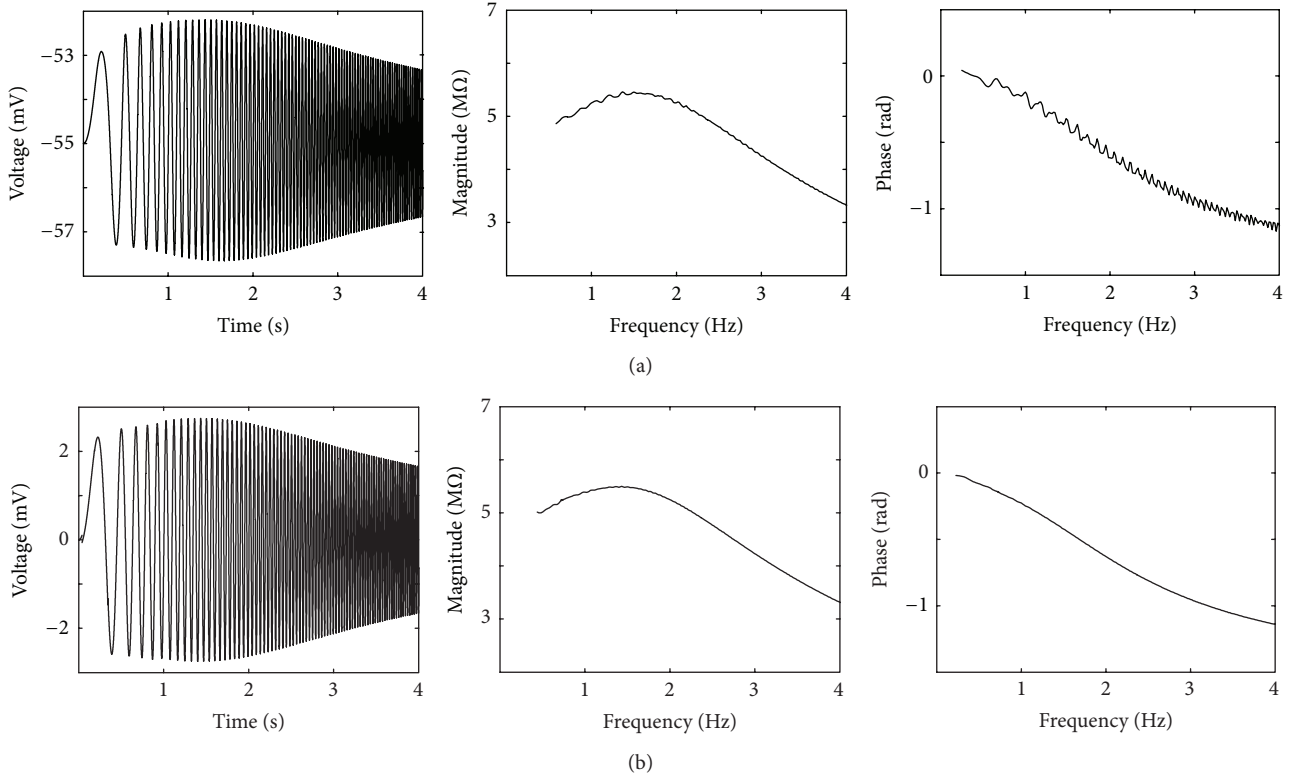 Voltage (mV)
−53
−55
−57
1 2 3 4
Time (s)
Magnitude (MΩ)
7
5
3
1 2 3 4
Frequency (Hz)
Phase (rad)
0
−1
1 2 3 4
Frequency (Hz)
(a)
Voltage (mV)
2
0
−2
1 2 3 4
Time (s)
Magnitude (MΩ)
7
5
3
1 2 3 4
Frequency (Hz)
Phase (rad)
0
−1
1 2 3 4
Frequency (Hz)
(b)